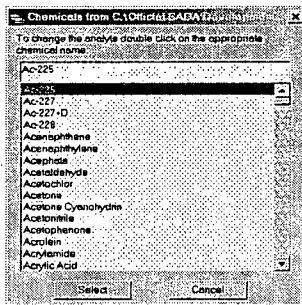 Chemicals from C:\Official SADA\Development
To change the analyte double click on the appropriate
chemical name
Ac-225
Ac-225
Ac-227
Ac-227+D
Ac-228
Acenaphthene
Acenaphthylene
Acephate
Acetaldehyde
Acetochlor
Acetone
Acetone Cyanohydrin
Acetonitrile
Acetophenone
Acrolein
Acrylamide
Acrylic Acid
Select
Cancel